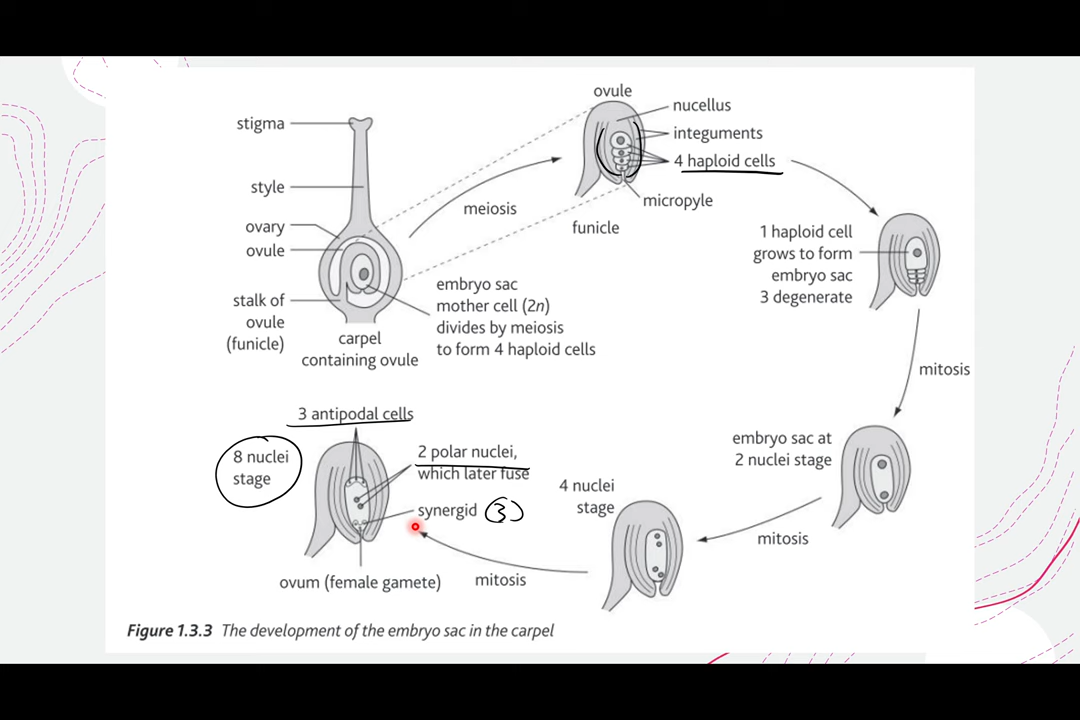 ovule
nucellus
integuments
4 haploid cells
micropyle
funicle
stigma
style
ovary
ovule
stalk of
ovule
(funicle)
carpel
containing ovule
embryo sac
mother cell (2n)
divides by meiosis
to form 4 haploid cells
meiosis
1 haploid cell
grows to form
embryo sac
3 degenerate
mitosis
embryo sac at
2 nuclei stage
mitosis
4 nuclei
stage
mitosis
3 antipodal cells
8 nuclei
stage
2 polar nuclei,
which later fuse
synergid (3)
ovum (female gamete)
Figure 1.3.3 The development of the embryo sac in the carpel